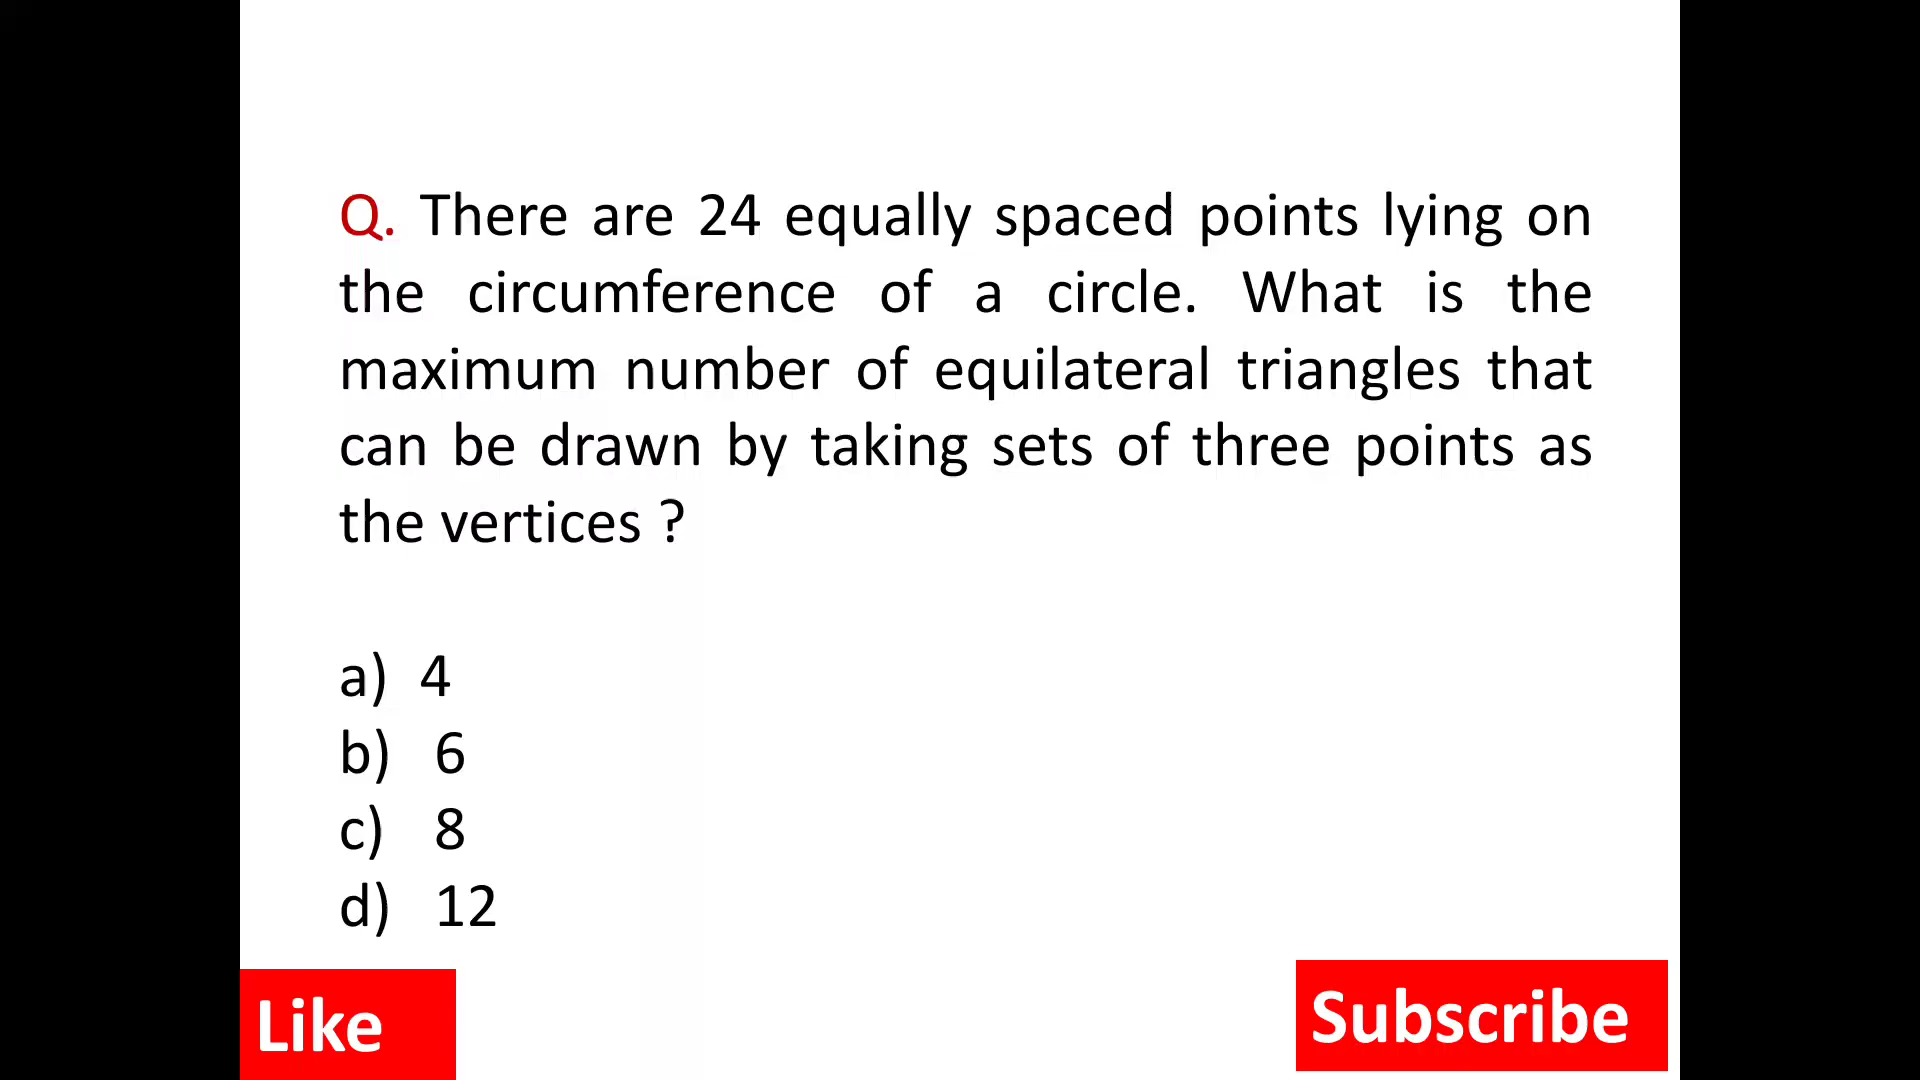 Q. There are 24 equally spaced points lying on
the circumference of a circle. What is the
maximum number of equilateral triangles that
can be drawn by taking sets of three points as
the vertices ?
a) 4
b) 6
c) 8
d) 12
Like
Subscribe